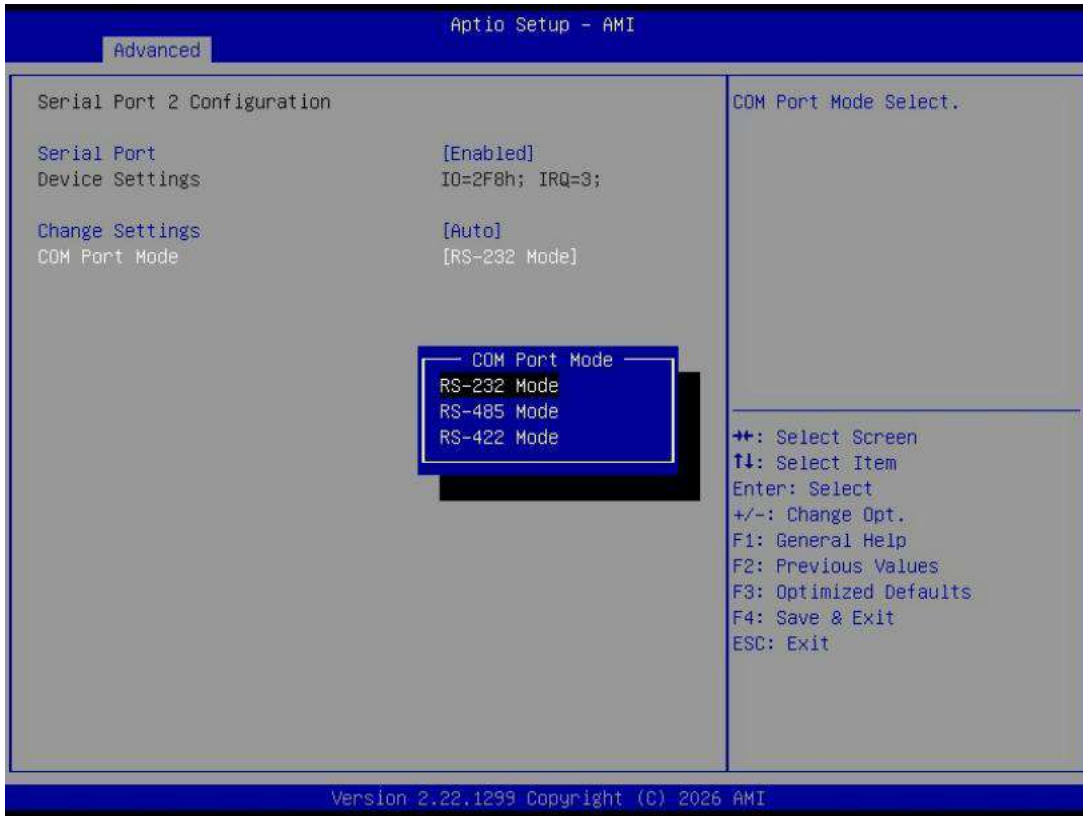 Aptio Setup - AMI
Advanced
Serial Port 2 Configuration
Serial Port [Enabled]
Device Settings IO=2F8h; IRQ=3;
Change Settings [Auto]
COM Port Mode [RS-232 Mode]
COM Port Mode
RS-232 Mode
RS-485 Mode
RS-422 Mode
COM Port Mode Select.
→←: Select Screen
↑↓: Select Item
Enter: Select
+/-: Change Opt.
F1: General Help
F2: Previous Values
F3: Optimized Defaults
F4: Save & Exit
ESC: Exit
Version 2.22.1299 Copyright (C) 2026 AMI